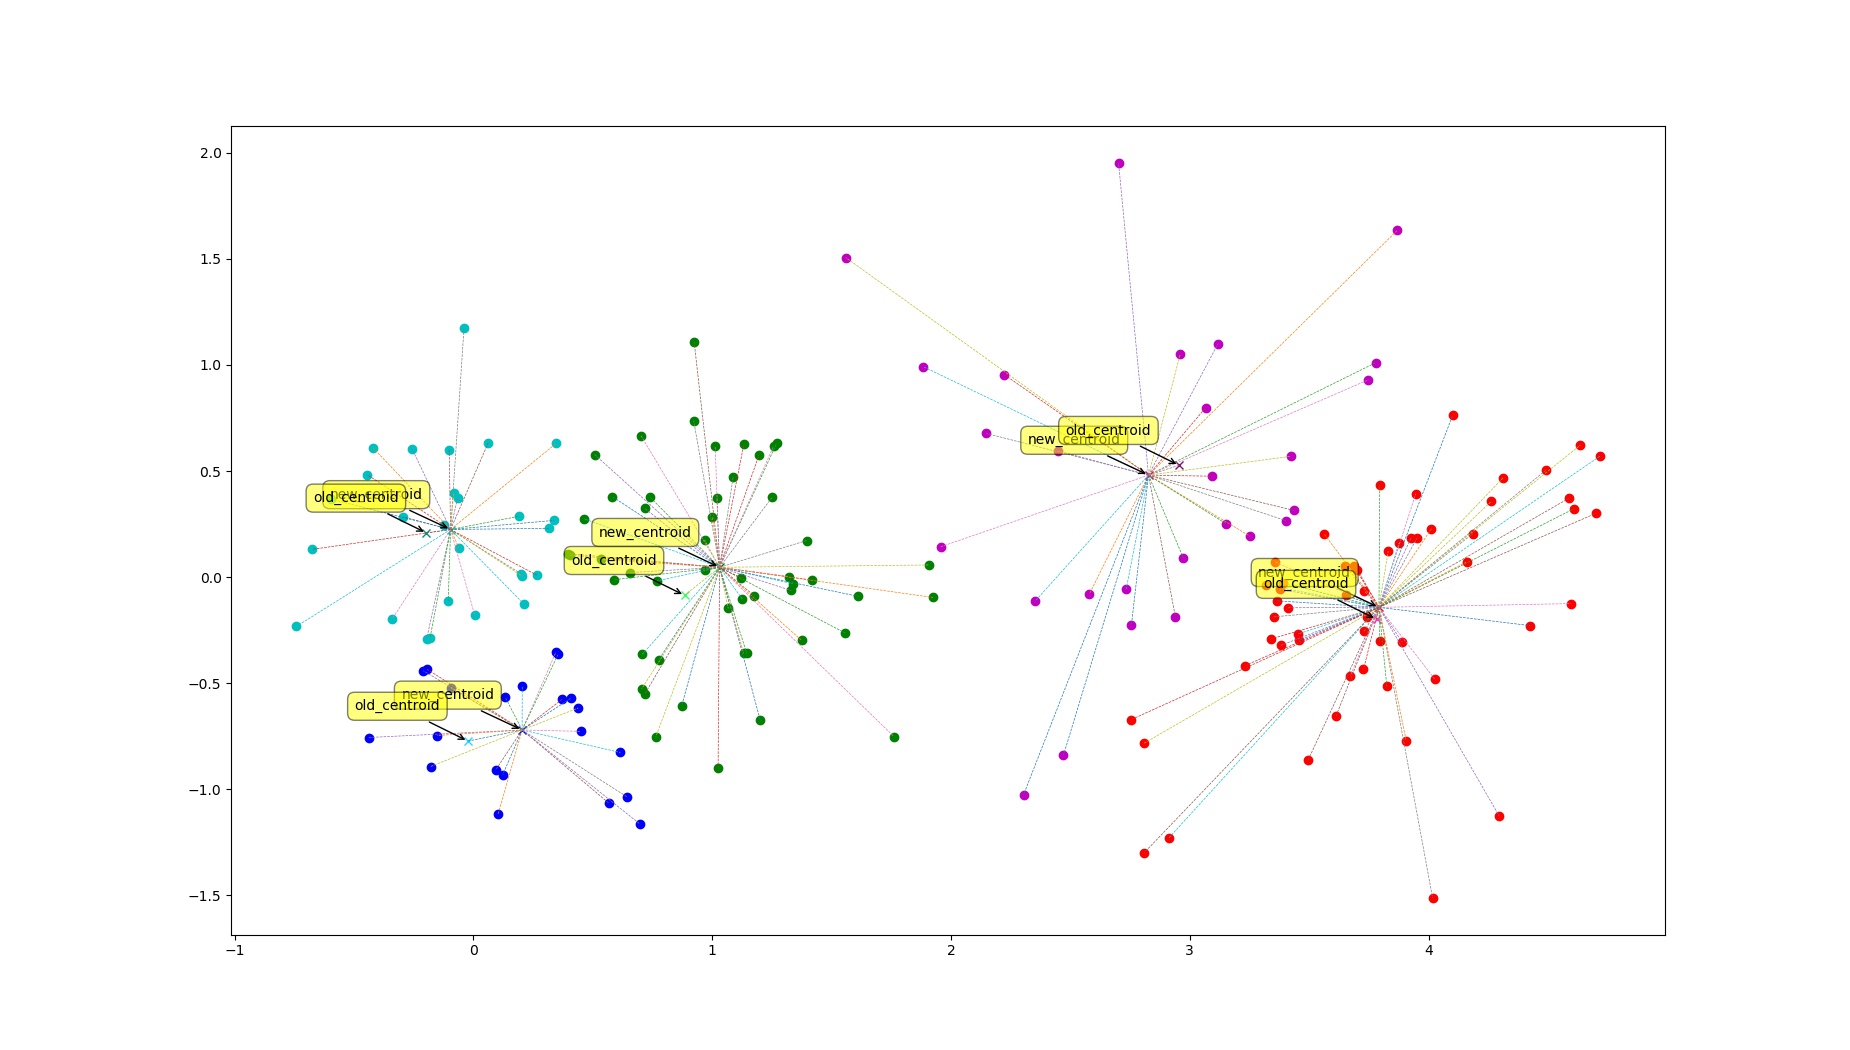 2.0
1.5
1.0
0.5
0.0
−0.5
−1.0
−1.5
−1
0
1
2
3
4
new_centroid
old_centroid
new_centroid
old_centroid
new_centroid
old_centroid
new_centroid
old_centroid
new_centroid
old_centroid